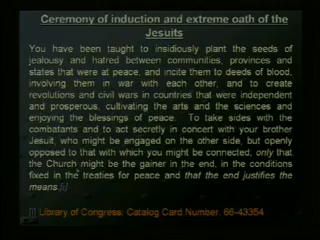 Ceremony of induction and extreme oath of the
Jesuits
You have been taught to insidiously plant the seeds of
jealousy and hatred between communities, provinces and
states that were at peace, and incite them to deeds of blood,
involving them in war with each other, and to create
revolutions and civil wars in countries that were independent
and prosperous, cultivating the arts and the sciences and
enjoying the blessings of peace. To take sides with the
combatants and to act secretly in concert with your brother
Jesuit, who might be engaged on the other side, but openly
opposed to that with which you might be connected; only that
the Church might be the gainer in the end, in the conditions
fixed in the treaties for peace and that the end justifies the
means.[i]
[i] Library of Congress: Catalog Card Number. 66-43354